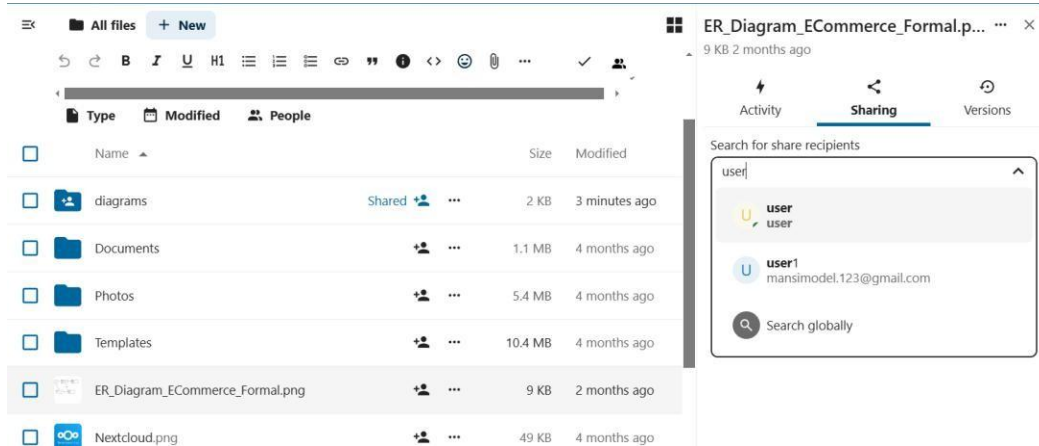 All files + New
B I U H1
Type Modified People
Name Size Modified
diagrams Shared 2 KB 3 minutes ago
Documents 1.1 MB 4 months ago
Photos 5.4 MB 4 months ago
Templates 10.4 MB 4 months ago
ER_Diagram_ECommerce_Formal.png 9 KB 2 months ago
Nextcloud.png 49 KB 4 months ago
ER_Diagram_ECommerce_Formal.p...
9 KB 2 months ago
Activity Sharing Versions
Search for share recipients
user
U user
user
U user1
mansimodel.123@gmail.com
Search globally